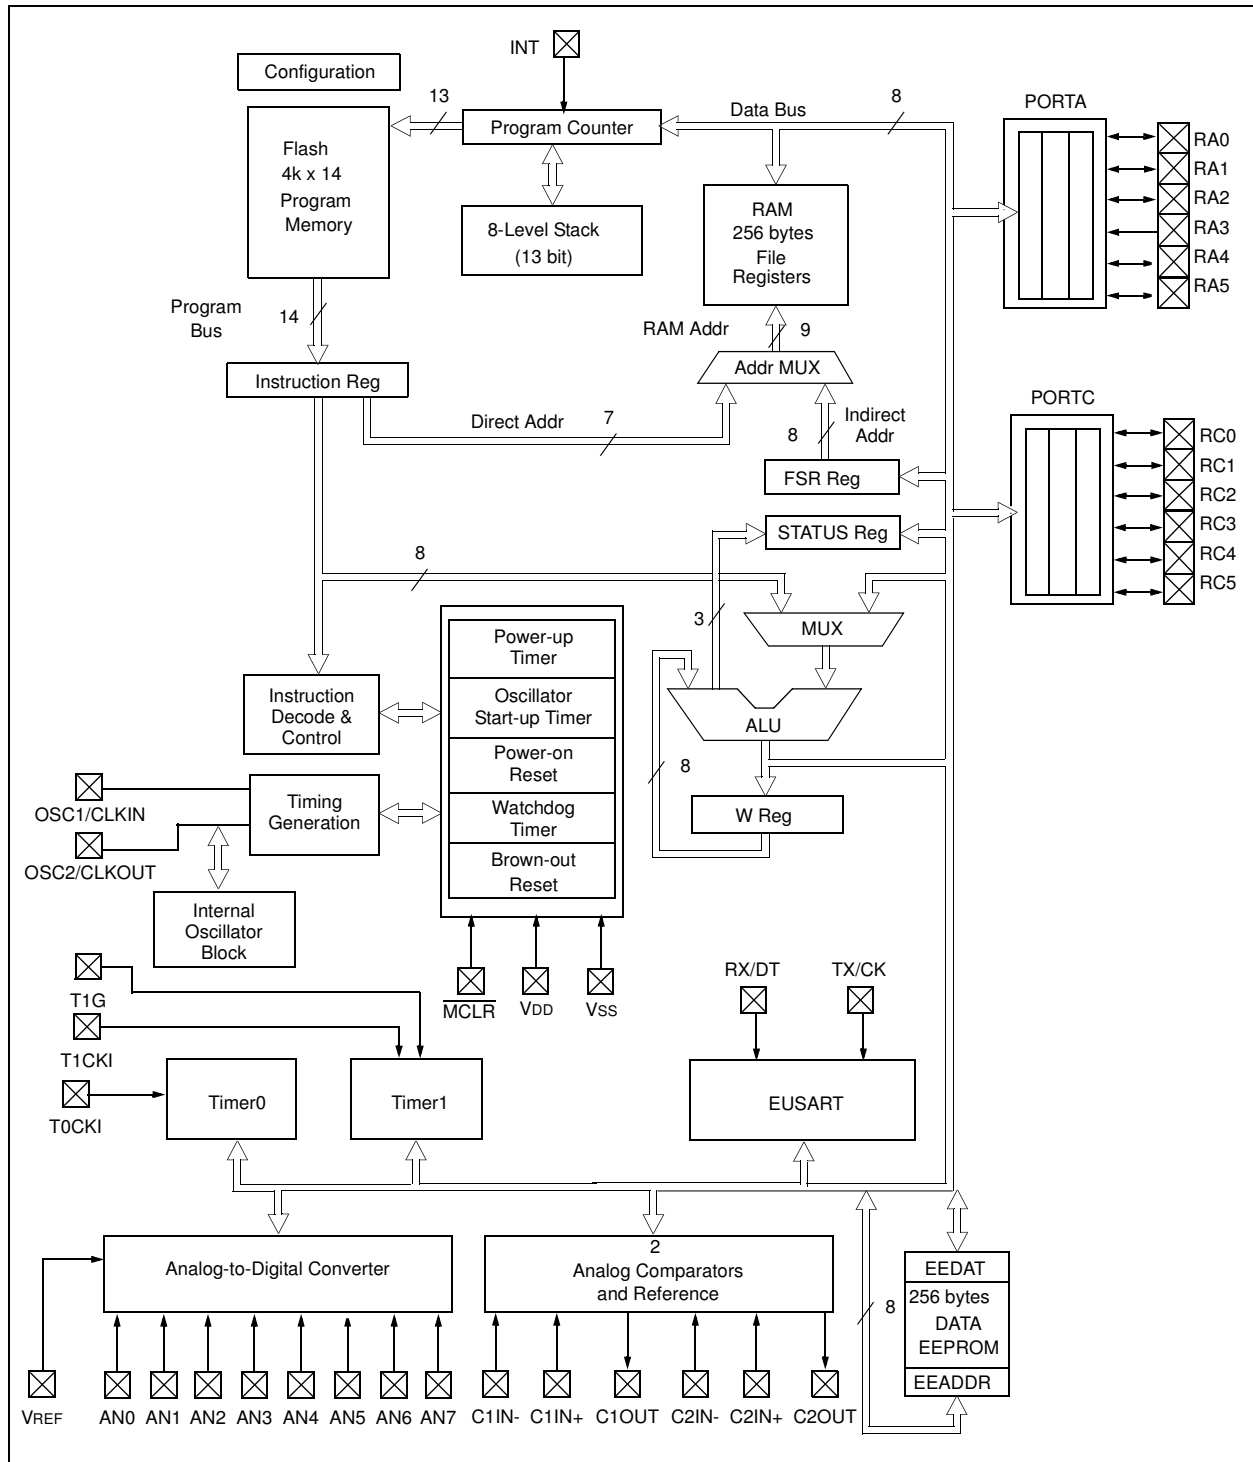 INT
Configuration
13
Data Bus
8
PORTA
Program Counter
Flash
4k x 14
Program
Memory
8-Level Stack
(13 bit)
RAM
256 bytes
File
Registers
RA0
RA1
RA2
RA3
RA4
RA5
Program
Bus
14
RAM Addr
9
Addr MUX
Instruction Reg
Direct Addr
7
8
Indirect
Addr
FSR Reg
STATUS Reg
PORTC
RC0
RC1
RC2
RC3
RC4
RC5
8
3
MUX
ALU
8
W Reg
Power-up
Timer
Oscillator
Start-up Timer
Power-on
Reset
Watchdog
Timer
Brown-out
Reset
Instruction
Decode &
Control
OSC1/CLKIN
Timing
Generation
OSC2/CLKOUT
Internal
Oscillator
Block
T1G
MCLR
VDD
VSS
RX/DT
TX/CK
T1CKI
T0CKI
Timer0
Timer1
EUSART
Analog-to-Digital Converter
2
Analog Comparators
and Reference
EEDAT
256 bytes
DATA
EEPROM
EEADDR
8
VREF
AN0
AN1
AN2
AN3
AN4
AN5
AN6
AN7
C1IN-
C1IN+
C1OUT
C2IN-
C2IN+
C2OUT